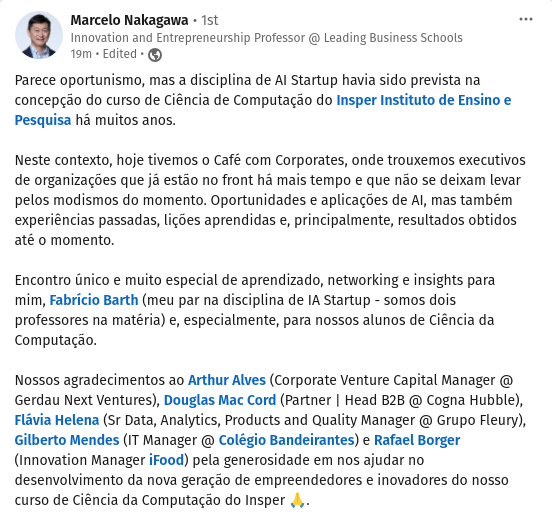 Marcelo Nakagawa • 1st
Innovation and Entrepreneurship Professor @ Leading Business Schools
19m • Edited •
Parece oportunismo, mas a disciplina de AI Startup havia sido prevista na
concepção do curso de Ciência de Computação do Insper Instituto de Ensino e
Pesquisa há muitos anos.
Neste contexto, hoje tivemos o Café com Corporates, onde trouxemos executivos
de organizações que já estão no front há mais tempo e que não se deixam levar
pelos modismos do momento. Oportunidades e aplicações de AI, mas também
experiências passadas, lições aprendidas e, principalmente, resultados obtidos
até o momento.
Encontro único e muito especial de aprendizado, networking e insights para
mim, Fabrício Barth (meu par na disciplina de IA Startup - somos dois
professores na matéria) e, especialmente, para nossos alunos de Ciência da
Computação.
Nossos agradecimentos ao Arthur Alves (Corporate Venture Capital Manager @
Gerdau Next Ventures), Douglas Mac Cord (Partner | Head B2B @ Cogna Hubble),
Flávia Helena (Sr Data, Analytics, Products and Quality Manager @ Grupo Fleury),
Gilberto Mendes (IT Manager @ Colégio Bandeirantes) e Rafael Borger
(Innovation Manager iFood) pela generosidade em nos ajudar no
desenvolvimento da nova geração de empreendedores e inovadores do nosso
curso de Ciência da Computação do Insper 🙏.